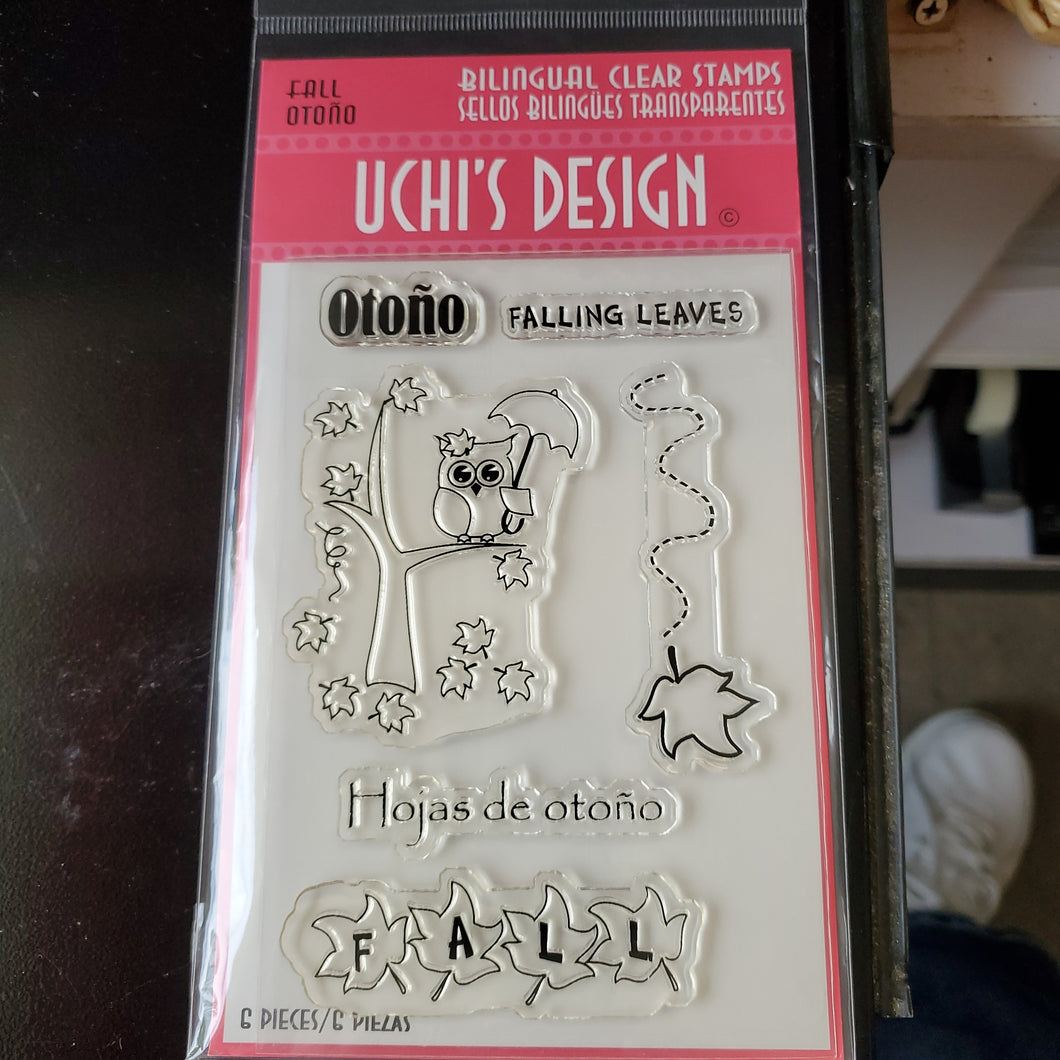 FALL
OTOÑO
BILINGUAL CLEAR STAMPS
SELLOS BILINGÜES TRANSPARENTES
UCHI'S DESIGN ©
Otoño
FALLING LEAVES
Hojas de otoño
FALL
6 PIECES/6 PIEZAS